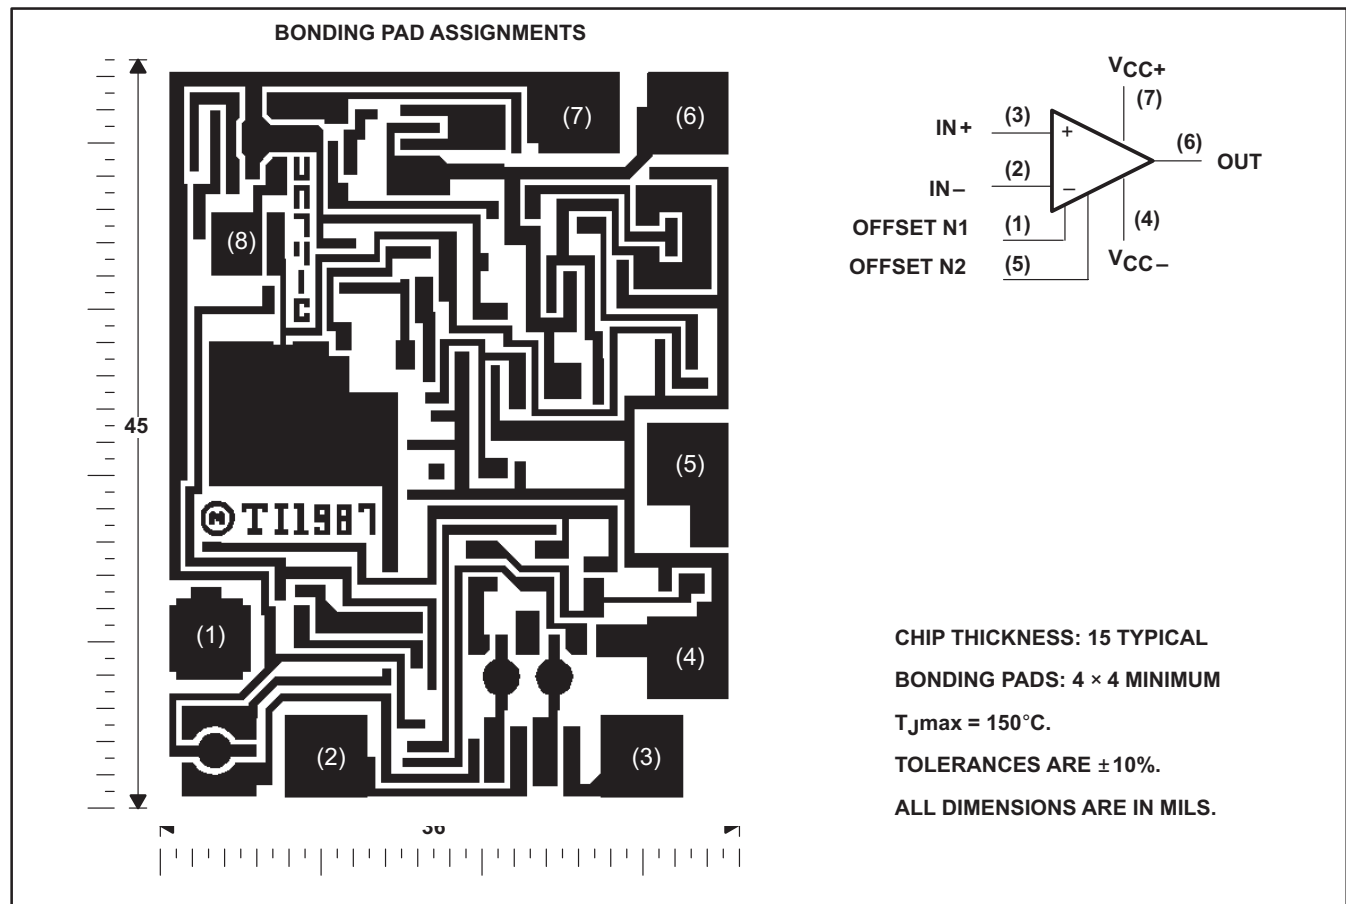 BONDING PAD ASSIGNMENTS
(7)
(6)
(8)
45
(5)
TI1987
(1)
(4)
(2)
(3)
36
VCC+
(7)
IN+
(3)
+
(6)
OUT
IN−
(2)
−
OFFSET N1
(1)
(4)
OFFSET N2
(5)
VCC−
CHIP THICKNESS: 15 TYPICAL
BONDING PADS: 4 × 4 MINIMUM
TJmax = 150°C.
TOLERANCES ARE ±10%.
ALL DIMENSIONS ARE IN MILS.